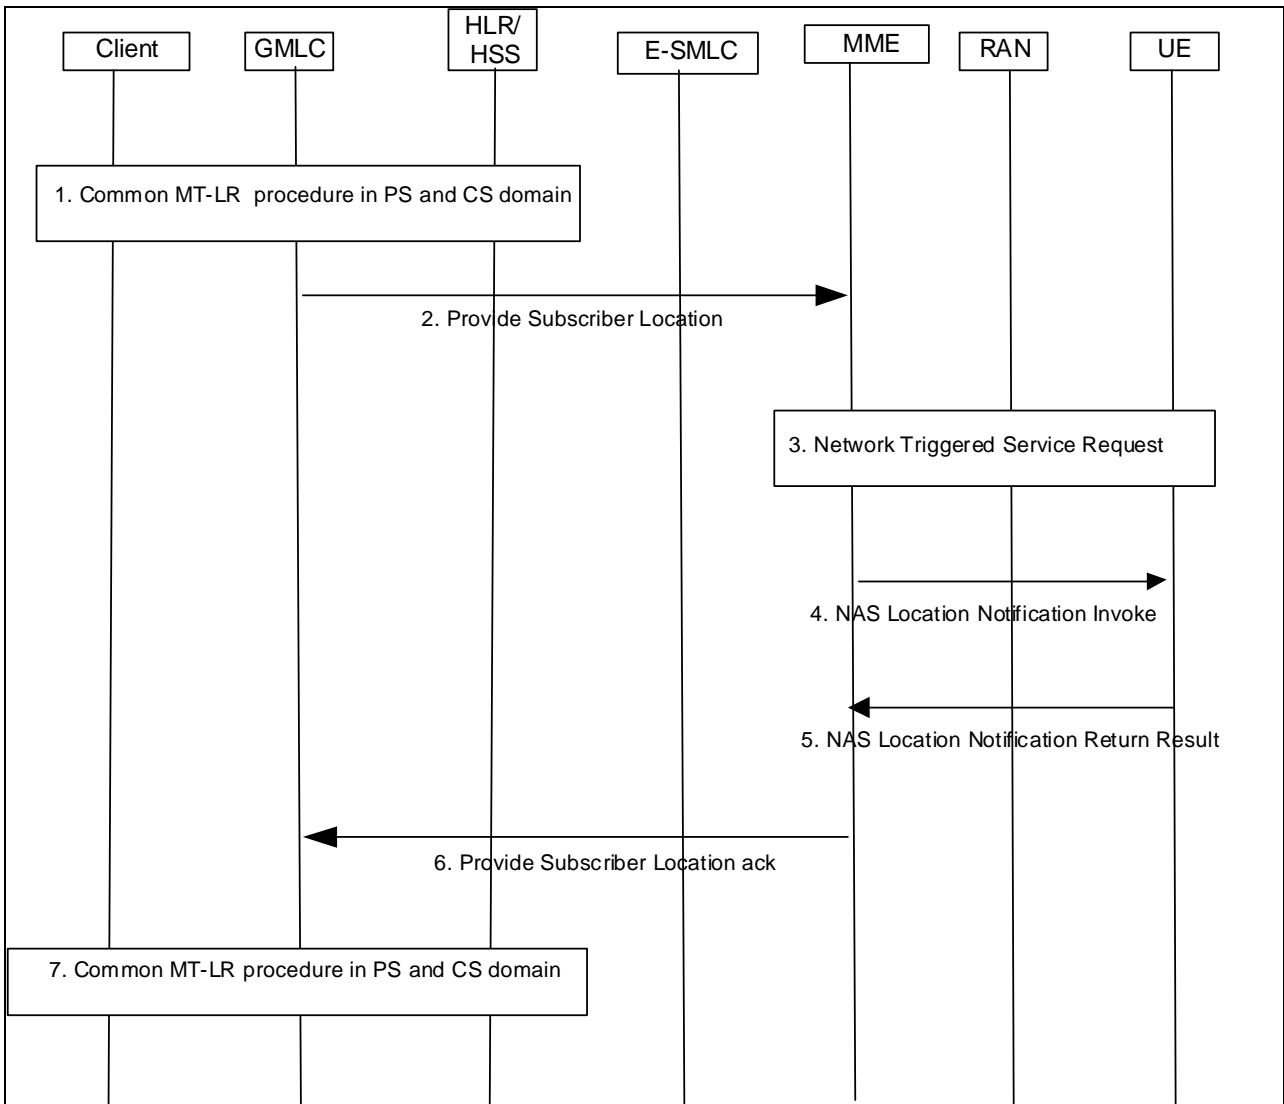 Client
GMLC
HLR/
HSS
E-SMLC
MME
RAN
UE
1. Common MT-LR procedure in PS and CS domain
2. Provide Subscriber Location
3. Network Triggered Service Request
4. NAS Location Notification Invoke
5. NAS Location Notification Return Result
6. Provide Subscriber Location ack
7. Common MT-LR procedure in PS and CS domain